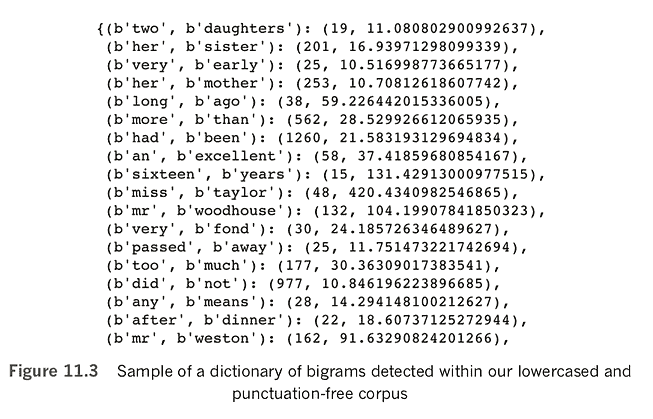 {(b'two', b'daughters'): (19, 11.080802900992637),
(b'her', b'sister'): (201, 16.93971298099339),
(b'very', b'early'): (25, 10.516998773665177),
(b'her', b'mother'): (253, 10.70812618607742),
(b'long', b'ago'): (38, 59.226442015336005),
(b'more', b'than'): (562, 28.529926612065935),
(b'had', b'been'): (1260, 21.583193129694834),
(b'an', b'excellent'): (58, 37.41859680854167),
(b'sixteen', b'years'): (15, 131.42913000977515),
(b'miss', b'taylor'): (48, 420.4340982546865),
(b'mr', b'woodhouse'): (132, 104.19907841850323),
(b'very', b'fond'): (30, 24.185726346489627),
(b'passed', b'away'): (25, 11.751473221742694),
(b'too', b'much'): (177, 30.36309017383541),
(b'did', b'not'): (977, 10.846196223896685),
(b'any', b'means'): (28, 14.294148100212627),
(b'after', b'dinner'): (22, 18.60737125272944),
(b'mr', b'weston'): (162, 91.63290824201266),
Figure 11.3 Sample of a dictionary of bigrams detected within our lowercased and
punctuation-free corpus